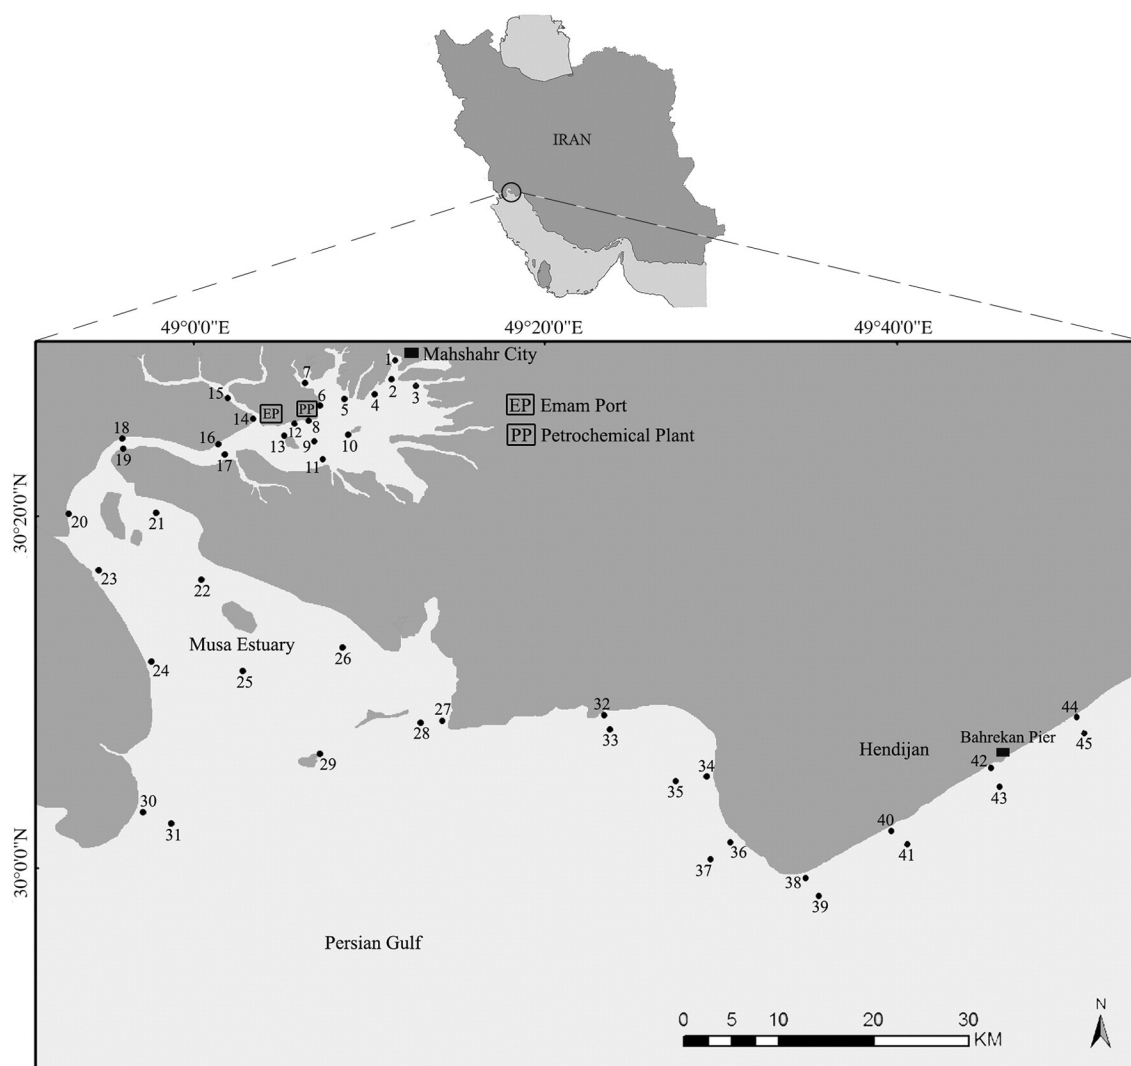 IRAN
49°0'0"E
49°20'0"E
49°40'0"E
1
Mahshahr City
7
2
3
15
6
5
4
EP
PP
EP Emam Port
14
12
8
PP Petrochemical Plant
18
16
13
9
10
19
17
11
30°20'0"N
20
21
23
22
Musa Estuary
26
24
25
27
32
44
28
33
Hendijan
Bahrekan Pier
45
29
34
42
35
43
30
31
40
36
41
30°0'0"N
37
38
39
Persian Gulf
N
0 5 10 20 30
KM